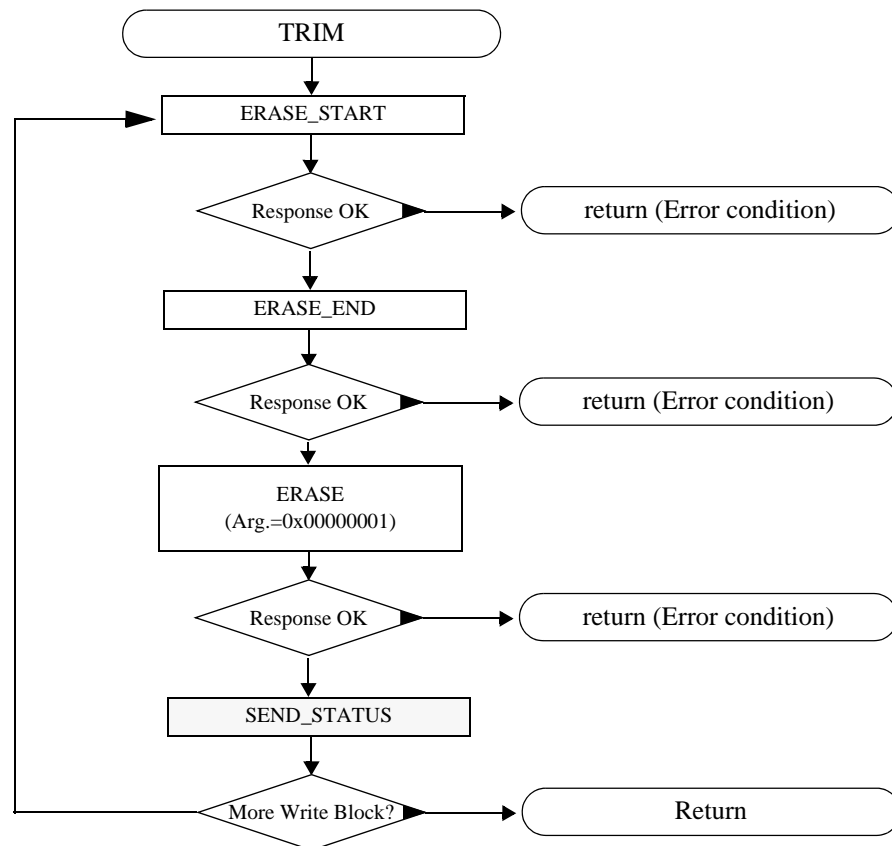 TRIM
ERASE_START
Response OK
return (Error condition)
ERASE_END
Response OK
return (Error condition)
ERASE
(Arg.=0x00000001)
Response OK
return (Error condition)
SEND_STATUS
More Write Block?
Return